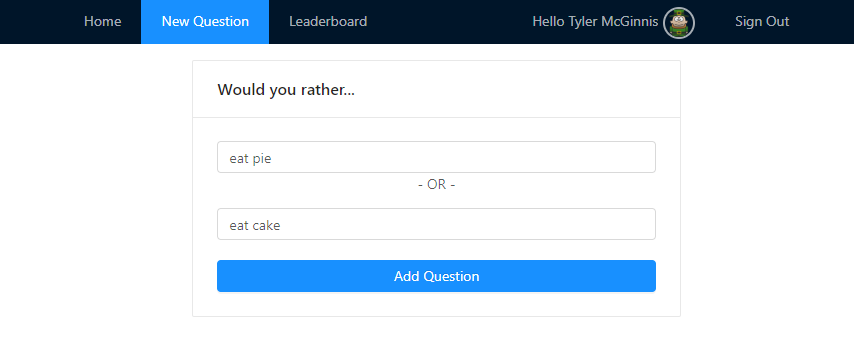 Home New Question Leaderboard Hello Tyler McGinnis Sign Out
Would you rather...
eat pie
- OR -
eat cake
Add Question